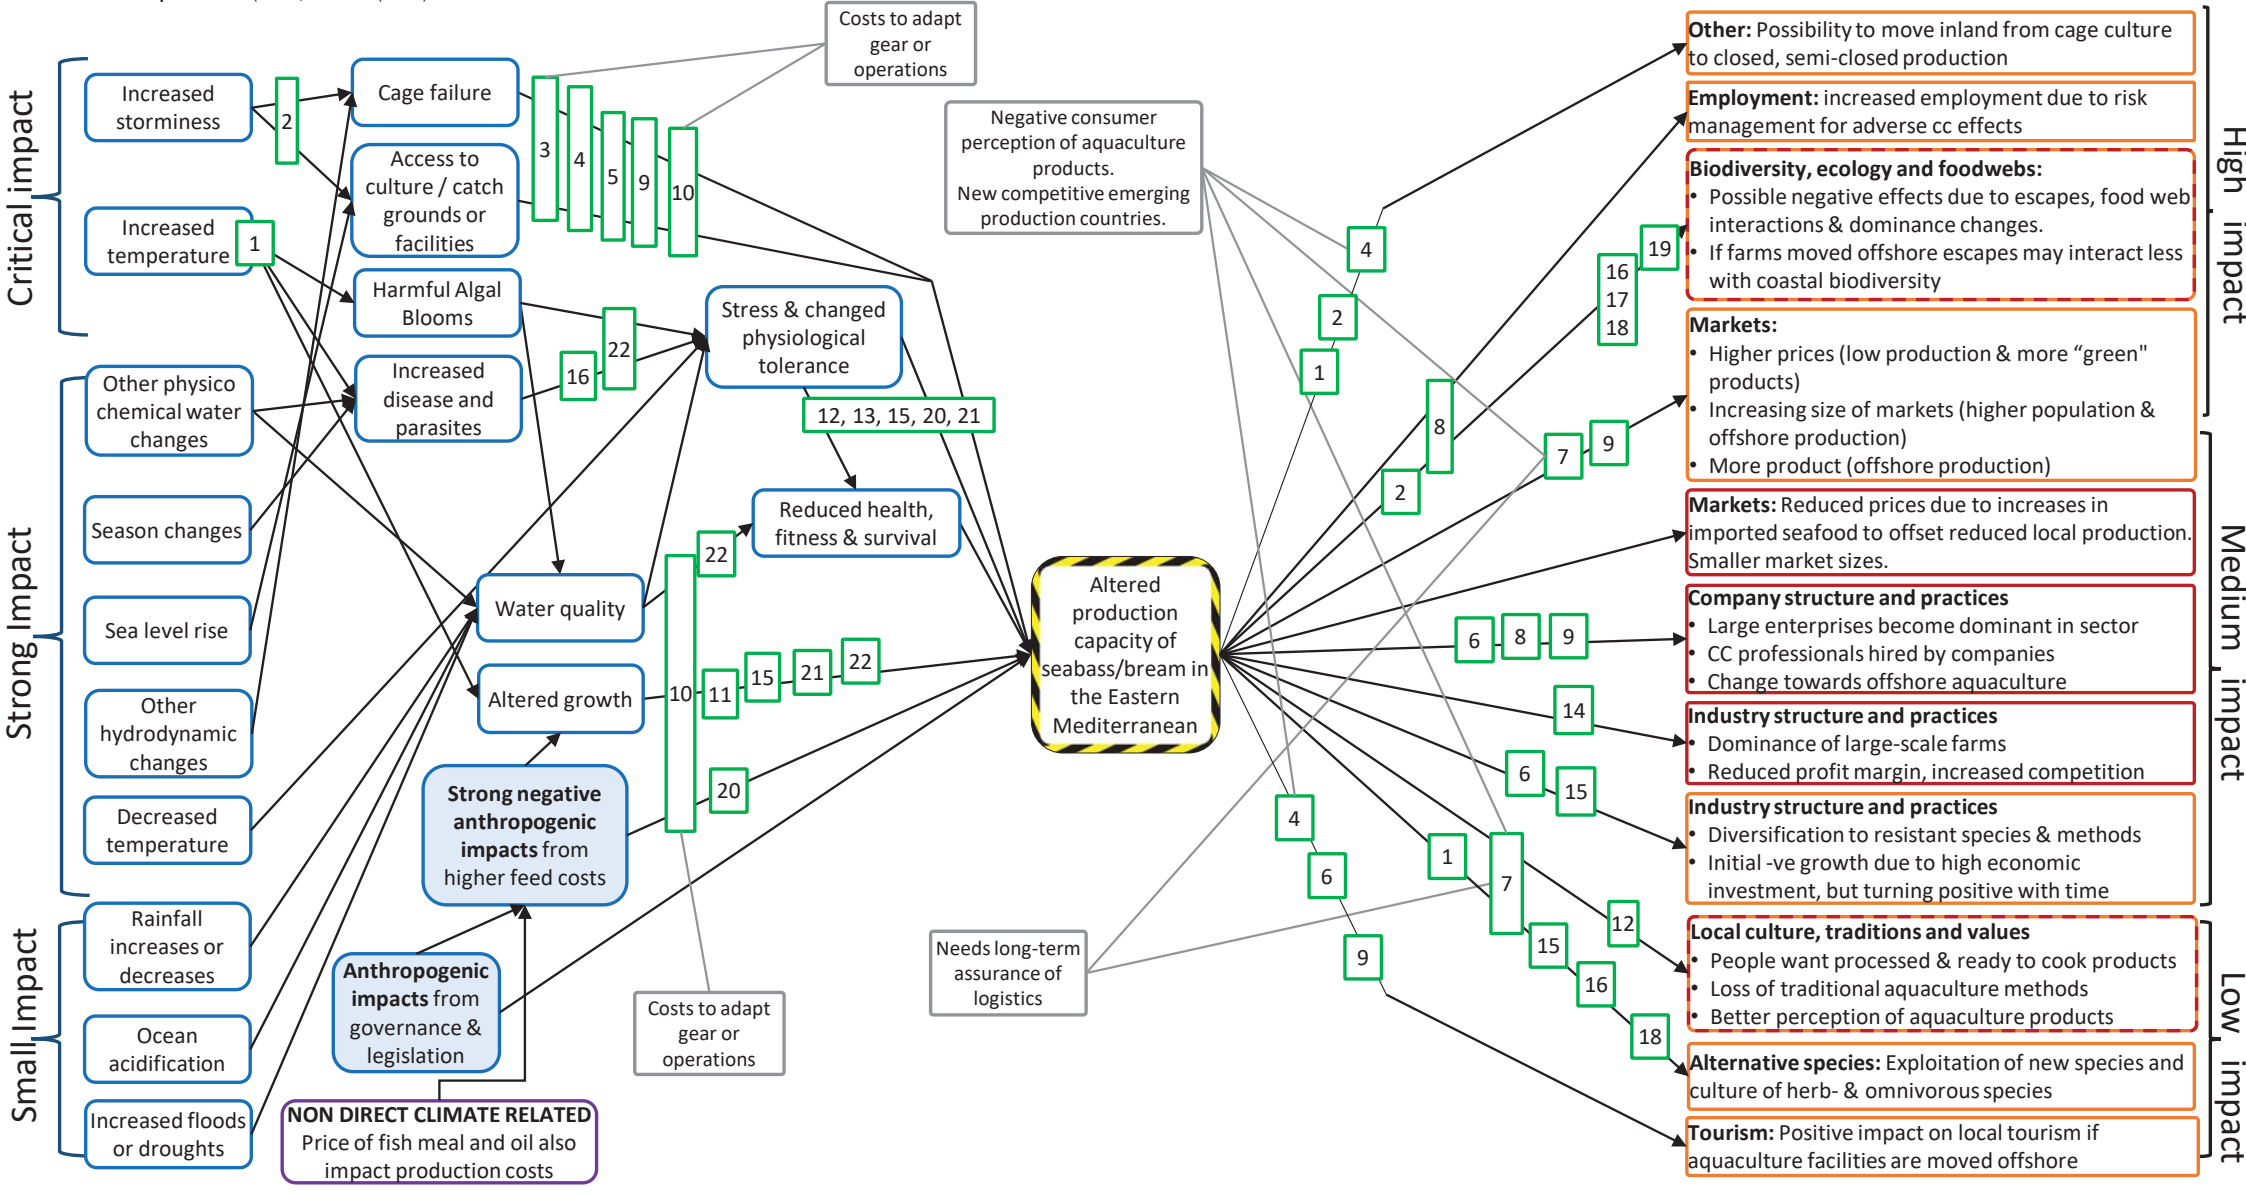 Costs to adapt
gear or
operations
Critical impact
Strong Impact
Small Impact
Increased
storminess
Increased
temperature
Other physico
chemical water
changes
Season changes
Sea level rise
Other
hydrodynamic
changes
Decreased
temperature
Rainfall
increases or
decreases
Ocean
acidification
Increased floods
or droughts
2
1
Cage failure
Access to
culture / catch
grounds or
facilities
Harmful Algal
Blooms
Increased
disease and
parasites
3
4
5
9
10
16
22
Stress & changed
physiological
tolerance
12, 13, 15, 20, 21
Reduced health,
fitness & survival
22
Water quality
Altered growth
10
11
15
21
22
20
Strong negative
anthropogenic
impacts from
higher feed costs
Anthropogenic
impacts from
governance &
legislation
NON DIRECT CLIMATE RELATED
Price of fish meal and oil also
impact production costs
Costs to adapt
gear or
operations
Negative consumer
perception of aquaculture
products.
New competitive emerging
production countries.
Needs long-term
assurance of
logistics
Altered
production
capacity of
seabass/bream in
the Eastern
Mediterranean
4
2
1
8
2
16
17
18
19
7
9
6
8
9
14
6
15
1
7
12
15
16
18
4
6
9
Other: Possibility to move inland from cage culture
to closed, semi-closed production
Employment: increased employment due to risk
management for adverse cc effects
Biodiversity, ecology and foodwebs:
• Possible negative effects due to escapes, food web
interactions & dominance changes.
• If farms moved offshore escapes may interact less
with coastal biodiversity
Markets:
• Higher prices (low production & more “green"
products)
• Increasing size of markets (higher population &
offshore production)
• More product (offshore production)
Markets: Reduced prices due to increases in
imported seafood to offset reduced local production.
Smaller market sizes.
Company structure and practices
• Large enterprises become dominant in sector
• CC professionals hired by companies
• Change towards offshore aquaculture
Industry structure and practices
• Dominance of large-scale farms
• Reduced profit margin, increased competition
Industry structure and practices
• Diversification to resistant species & methods
• Initial -ve growth due to high economic
investment, but turning positive with time
Local culture, traditions and values
• People want processed & ready to cook products
• Loss of traditional aquaculture methods
• Better perception of aquaculture products
Alternative species: Exploitation of new species and
culture of herb- & omnivorous species
Tourism: Positive impact on local tourism if
aquaculture facilities are moved offshore
High impact
Medium impact
Low impact